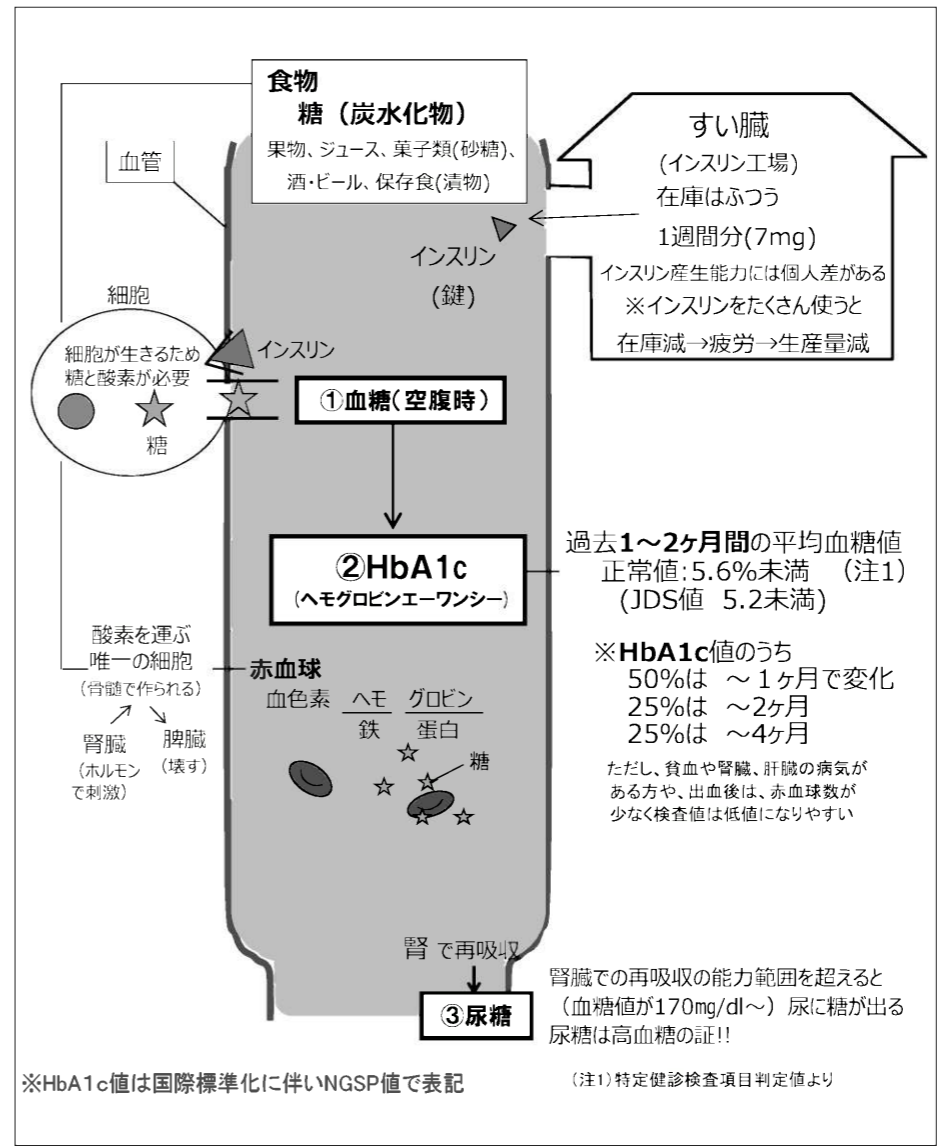 食物
糖（炭水化物）
果物、ジュース、菓子類(砂糖)、
酒・ビール、保存食(漬物)
血管
すい臓
(インスリン工場)
在庫はふつう
1週間分(7mg)
インスリン産生能力には個人差がある
※インスリンをたくさん使うと
在庫減→疲労→生産量減
インスリン
(鍵)
細胞
細胞が生きるため
糖と酸素が必要
糖
インスリン
①血糖(空腹時)
②HbA1c
(ヘモグロビンエーワンシー)
過去1～2ヶ月間の平均血糖値
正常値:5.6%未満　(注1)
(JDS値 5.2未満)
※HbA1c値のうち
50%は ～1ヶ月で変化
25%は ～2ヶ月
25%は ～4ヶ月
ただし、貧血や腎臓、肝臓の病気が
ある方や、出血後は、赤血球数が
少なく検査値は低値になりやすい
酸素を運ぶ
唯一の細胞
(骨髄で作られる)
腎臓
(ホルモン
で刺激)
脾臓
(壊す)
赤血球
血色素 ヘモ グロビン
鉄 蛋白
糖
腎 で再吸収
③尿糖
腎臓での再吸収の能力範囲を超えると
（血糖値が170mg/dl～）尿に糖が出る
尿糖は高血糖の証!!
※HbA1c値は国際標準化に伴いNGSP値で表記
(注1)特定健診検査項目判定値より